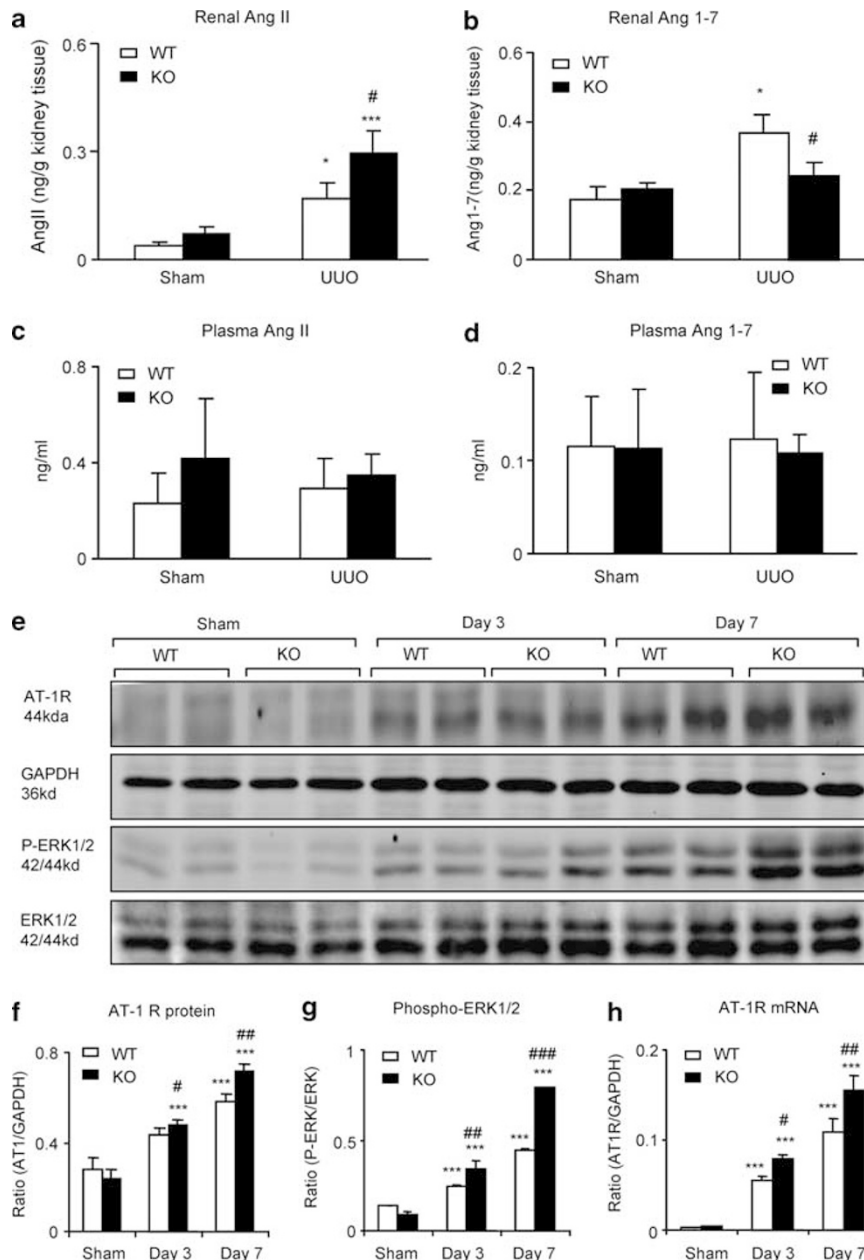 a
Renal Ang II
AngII (ng/g kidney tissue)
0.6
0.3
0
WT
KO
*
#
***
Sham
UUO
b
Renal Ang 1-7
Ang1-7(ng/g kidney tissue)
0.6
0.4
0.2
0
WT
KO
*
#
Sham
UUO
c
Plasma Ang II
ng/ml
0.8
0.4
0
WT
KO
Sham
UUO
d
Plasma Ang 1-7
ng/ml
0.2
0.1
0
WT
KO
Sham
UUO
e
Sham Day 3 Day 7
WT KO WT KO WT KO
AT-1R
44kda
GAPDH
36kd
P-ERK1/2
42/44kd
ERK1/2
42/44kd
f
AT-1 R protein
Ratio (AT1/GAPDH)
0.8
0.4
0
WT
KO
#
***
***
##
***
Sham Day 3 Day 7
g
Phospho-ERK1/2
Ratio (P-ERK/ERK)
1
0.5
0
WT
KO
***
##
***
***
###
***
Sham Day 3 Day 7
h
AT-1R mRNA
Ratio (AT1R/GAPDH)
0.2
0.1
0
WT
KO
***
#
***
***
##
***
Sham Day 3 Day 7